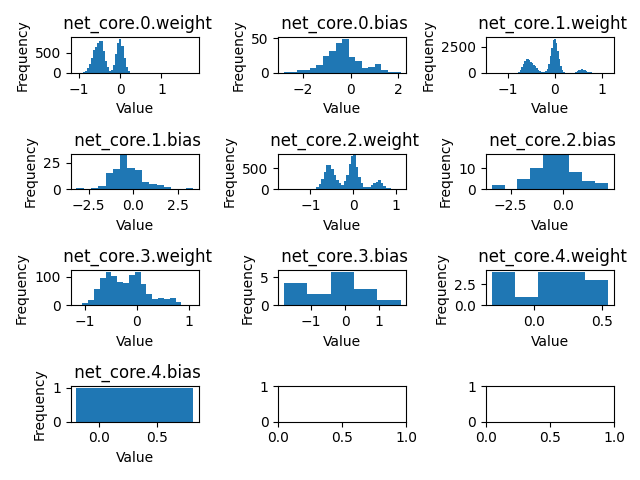 net_core.0.weight net_core.0.bias net_core.1.weight
Frequency 500 0 Frequency 50 0 Frequency 2500 0
−1 0 1 −2 0 2 −1 0 1
Value Value Value
net_core.1.bias net_core.2.weight net_core.2.bias
Frequency 25 0 Frequency 500 0 Frequency 10 0
−2.5 0.0 2.5 −1 0 1 −2.5 0.0
Value Value Value
net_core.3.weight net_core.3.bias net_core.4.weight
Frequency 100 0 Frequency 5 0 Frequency 2.5 0.0
−1 0 1 −1 0 1 0.0 0.5
Value Value Value
net_core.4.bias
Frequency 1 0 1 0 1 0
0.0 0.5 0.0 0.5 1.0 0.0 0.5 1.0
Value